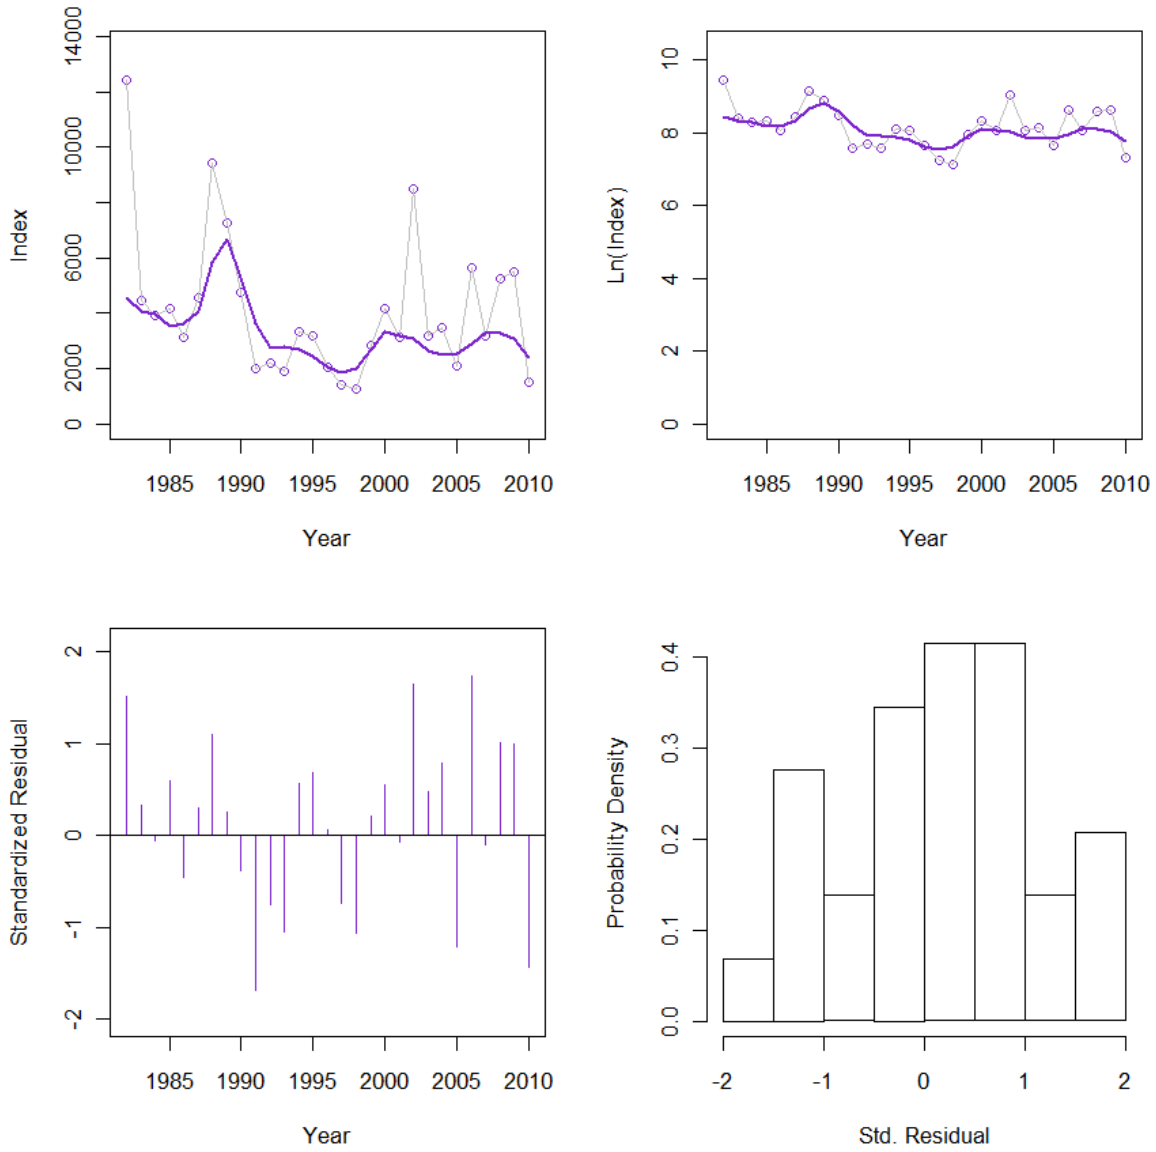 14000
10000
6000
2000
0
Index
1985 1990 1995 2000 2005 2010
Year
10
8
6
4
2
0
Ln(Index)
1985 1990 1995 2000 2005 2010
Year
2
1
0
-1
-2
Standardized Residual
1985 1990 1995 2000 2005 2010
Year
0.4
0.3
0.2
0.1
0.0
Probability Density
-2 -1 0 1 2
Std. Residual